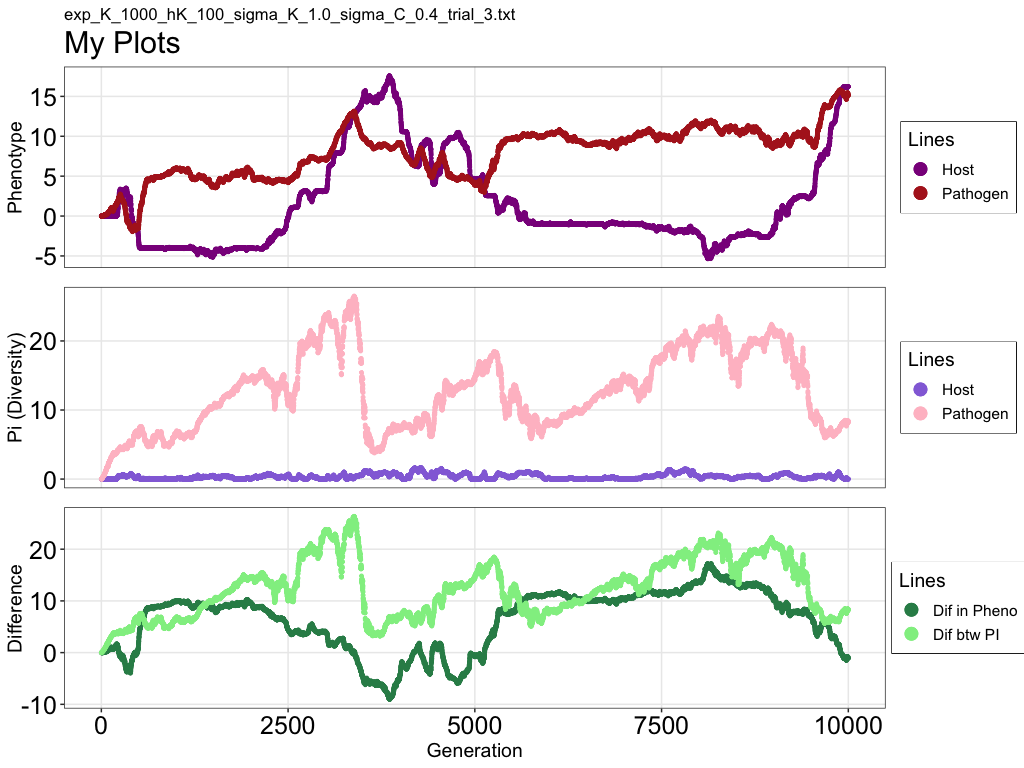 exp_K_1000_hK_100_sigma_K_1.0_sigma_C_0.4_trial_3.txt
My Plots
Phenotype
15
10
5
0
-5
Lines
Host
Pathogen
Pi (Diversity)
20
10
0
Lines
Host
Pathogen
Difference
20
10
0
-10
Lines
Dif in Pheno
Dif btw PI
0 2500 5000 7500 10000
Generation